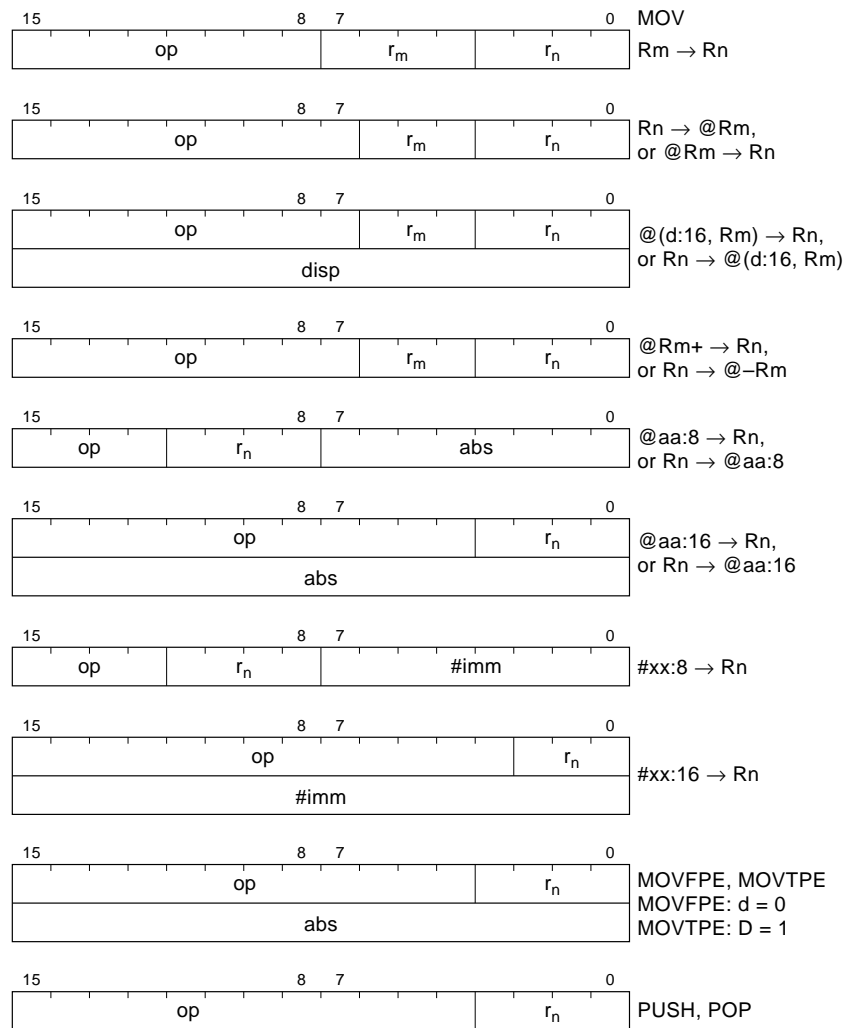 15 8 7 0 MOV
op rm rn Rm → Rn
15 8 7 0
op rm rn Rn → @Rm,
or @Rm → Rn
15 8 7 0
op rm rn @(d:16, Rm) → Rn,
disp or Rn → @(d:16, Rm)
15 8 7 0
op rm rn @Rm+ → Rn,
or Rn → @–Rm
15 8 7 0
op rn abs @aa:8 → Rn,
or Rn → @aa:8
15 8 7 0
op rn @aa:16 → Rn,
abs or Rn → @aa:16
15 8 7 0
op rn #imm #xx:8 → Rn
15 8 7 0
op rn #xx:16 → Rn
#imm
15 8 7 0
op rn MOVFPE, MOVTPE
MOVFPE: d = 0
abs MOVTPE: D = 1
15 8 7 0
op rn PUSH, POP